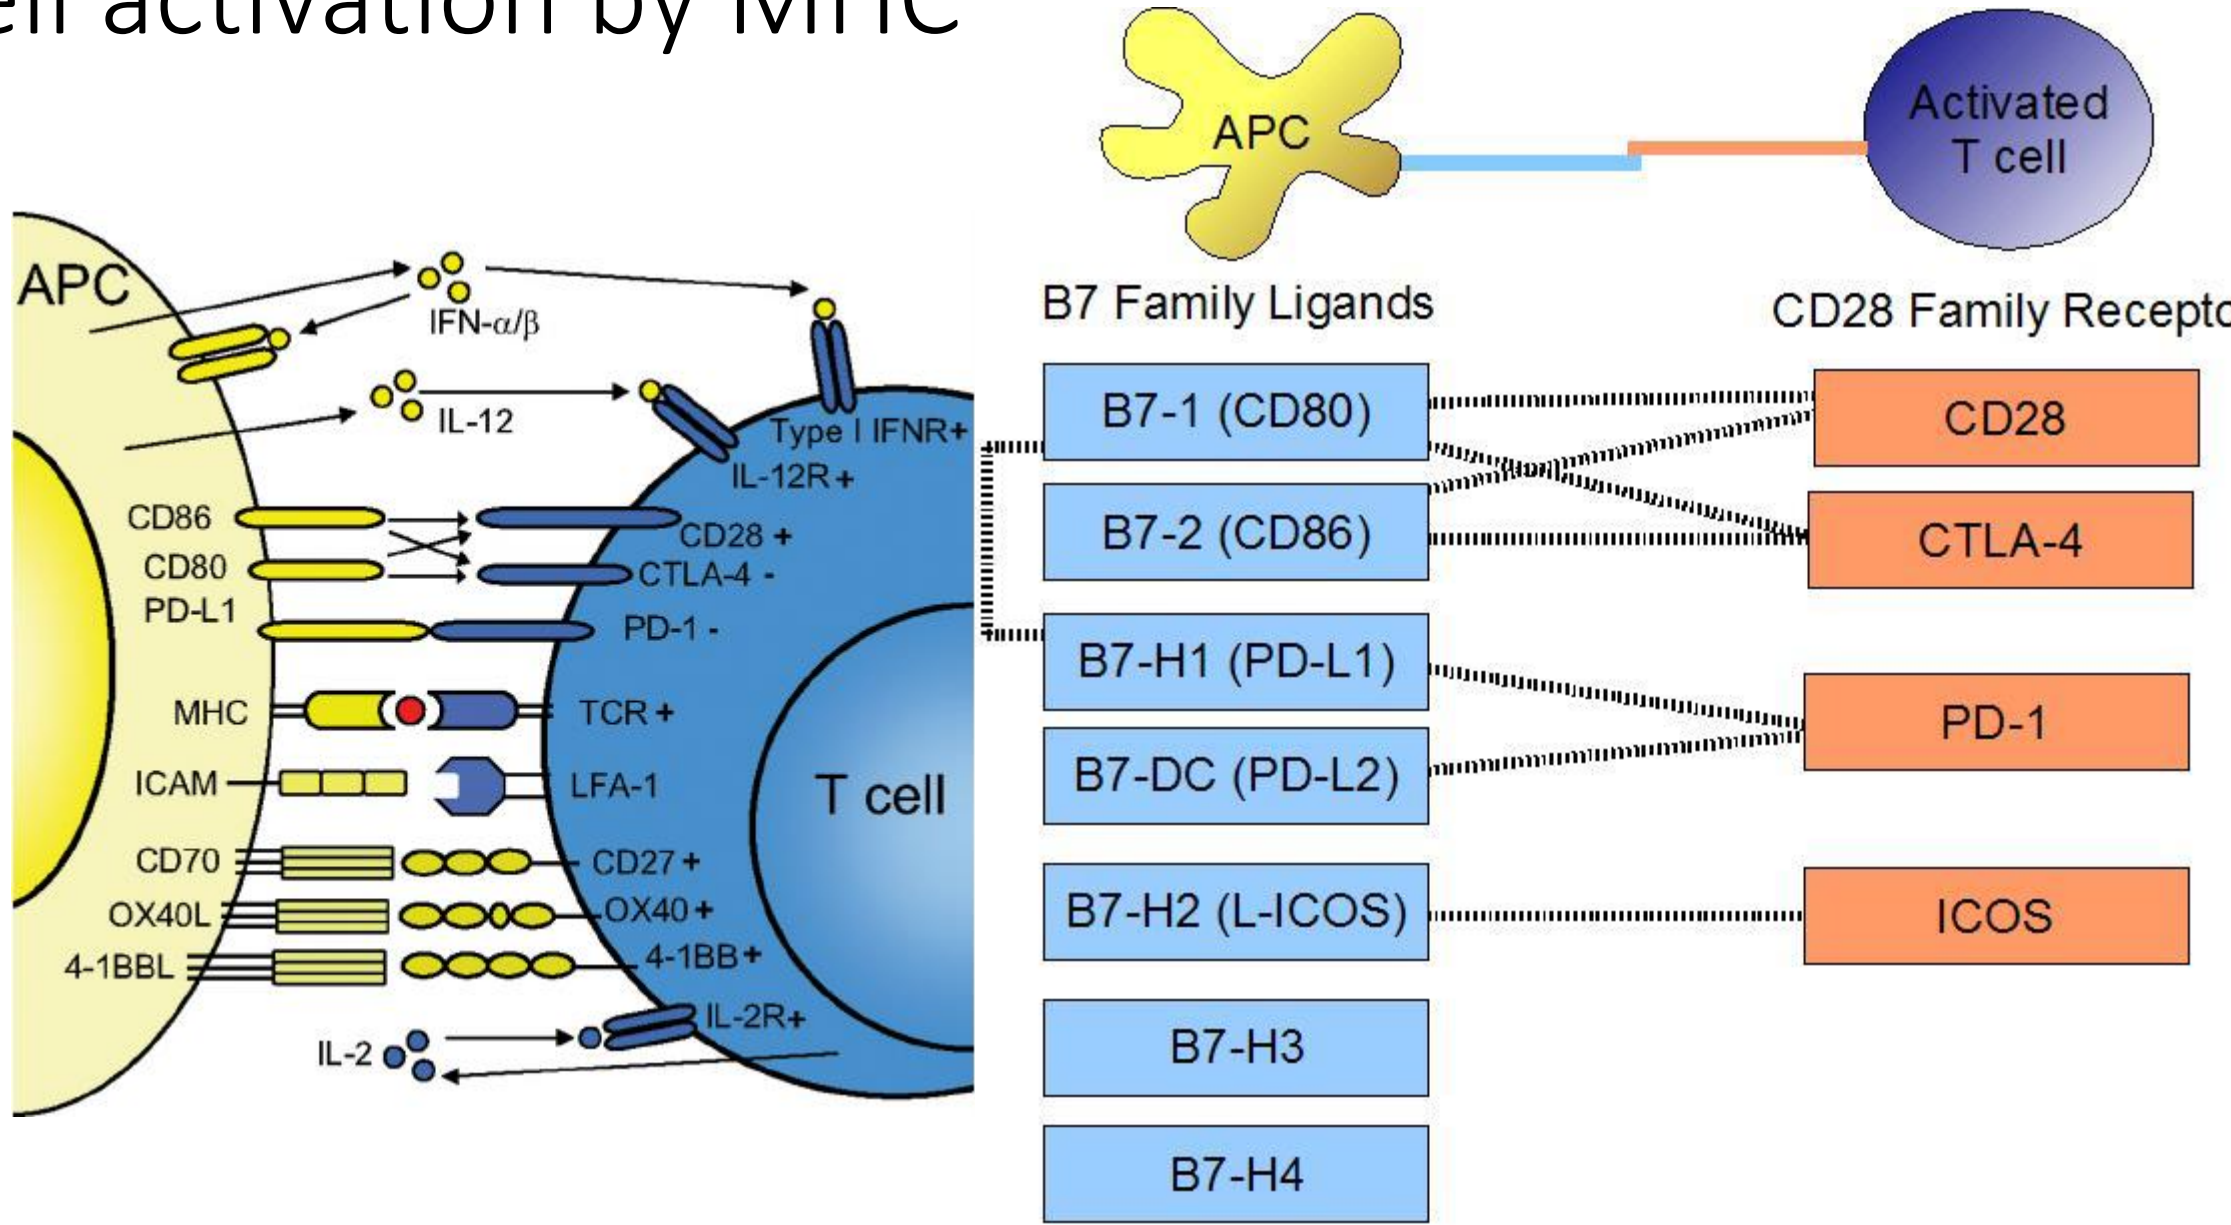 ell activation by MHC
APC
IFN-α/β
IL-12
Type I IFNR+
IL-12R+
CD86
CD28 +
CD80
CTLA-4 -
PD-L1
PD-1 -
MHC
TCR +
ICAM
LFA-1
T cell
CD70
CD27 +
OX40L
OX40 +
4-1BBL
4-1BB +
IL-2R+
IL-2
APC
Activated
T cell
B7 Family Ligands
CD28 Family Recepto
B7-1 (CD80)
CD28
B7-2 (CD86)
CTLA-4
B7-H1 (PD-L1)
PD-1
B7-DC (PD-L2)
B7-H2 (L-ICOS)
ICOS
B7-H3
B7-H4